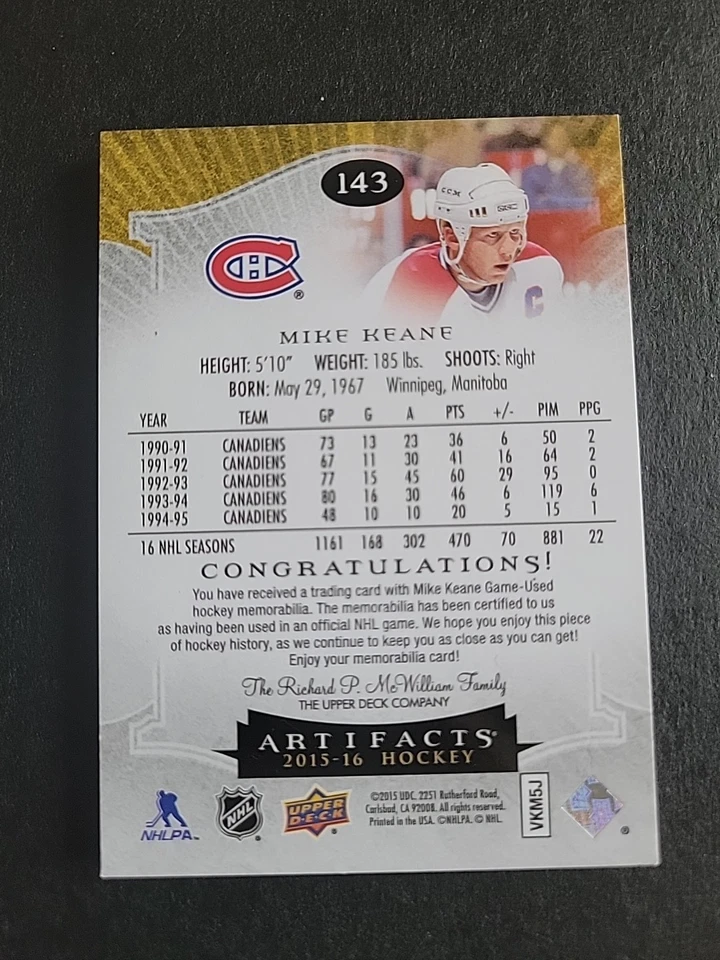 143
CCM
C
CH
®
MIKE KEANE
HEIGHT: 5'10" WEIGHT: 185 lbs. SHOOTS: Right
BORN: May 29, 1967 Winnipeg, Manitoba
YEAR TEAM GP G A PTS +/- PIM PPG
1990-91 CANADIENS 73 13 23 36 6 50 2
1991-92 CANADIENS 67 11 30 41 16 64 2
1992-93 CANADIENS 77 15 45 60 29 95 0
1993-94 CANADIENS 80 16 30 46 6 119 6
1994-95 CANADIENS 48 10 10 20 5 15 1
16 NHL SEASONS 1161 168 302 470 70 881 22
CONGRATULATIONS!
You have received a trading card with Mike Keane Game-Used
hockey memorabilia. The memorabilia has been certified to us
as having been used in an official NHL game. We hope you enjoy this piece
of hockey history, as we continue to keep you as close as you can get!
Enjoy your memorabilia card!
The Richard P. McWilliam Family
THE UPPER DECK COMPANY
ARTIFACTS®
2015-16 HOCKEY
NHLPA™
NHL
®
UPPER DECK
®
©2015 UDC, 2251 Rutherford Road,
Carlsbad, CA 92008. All rights reserved.
Printed in the USA. ©NHLPA. © NHL.
VKM5J
®